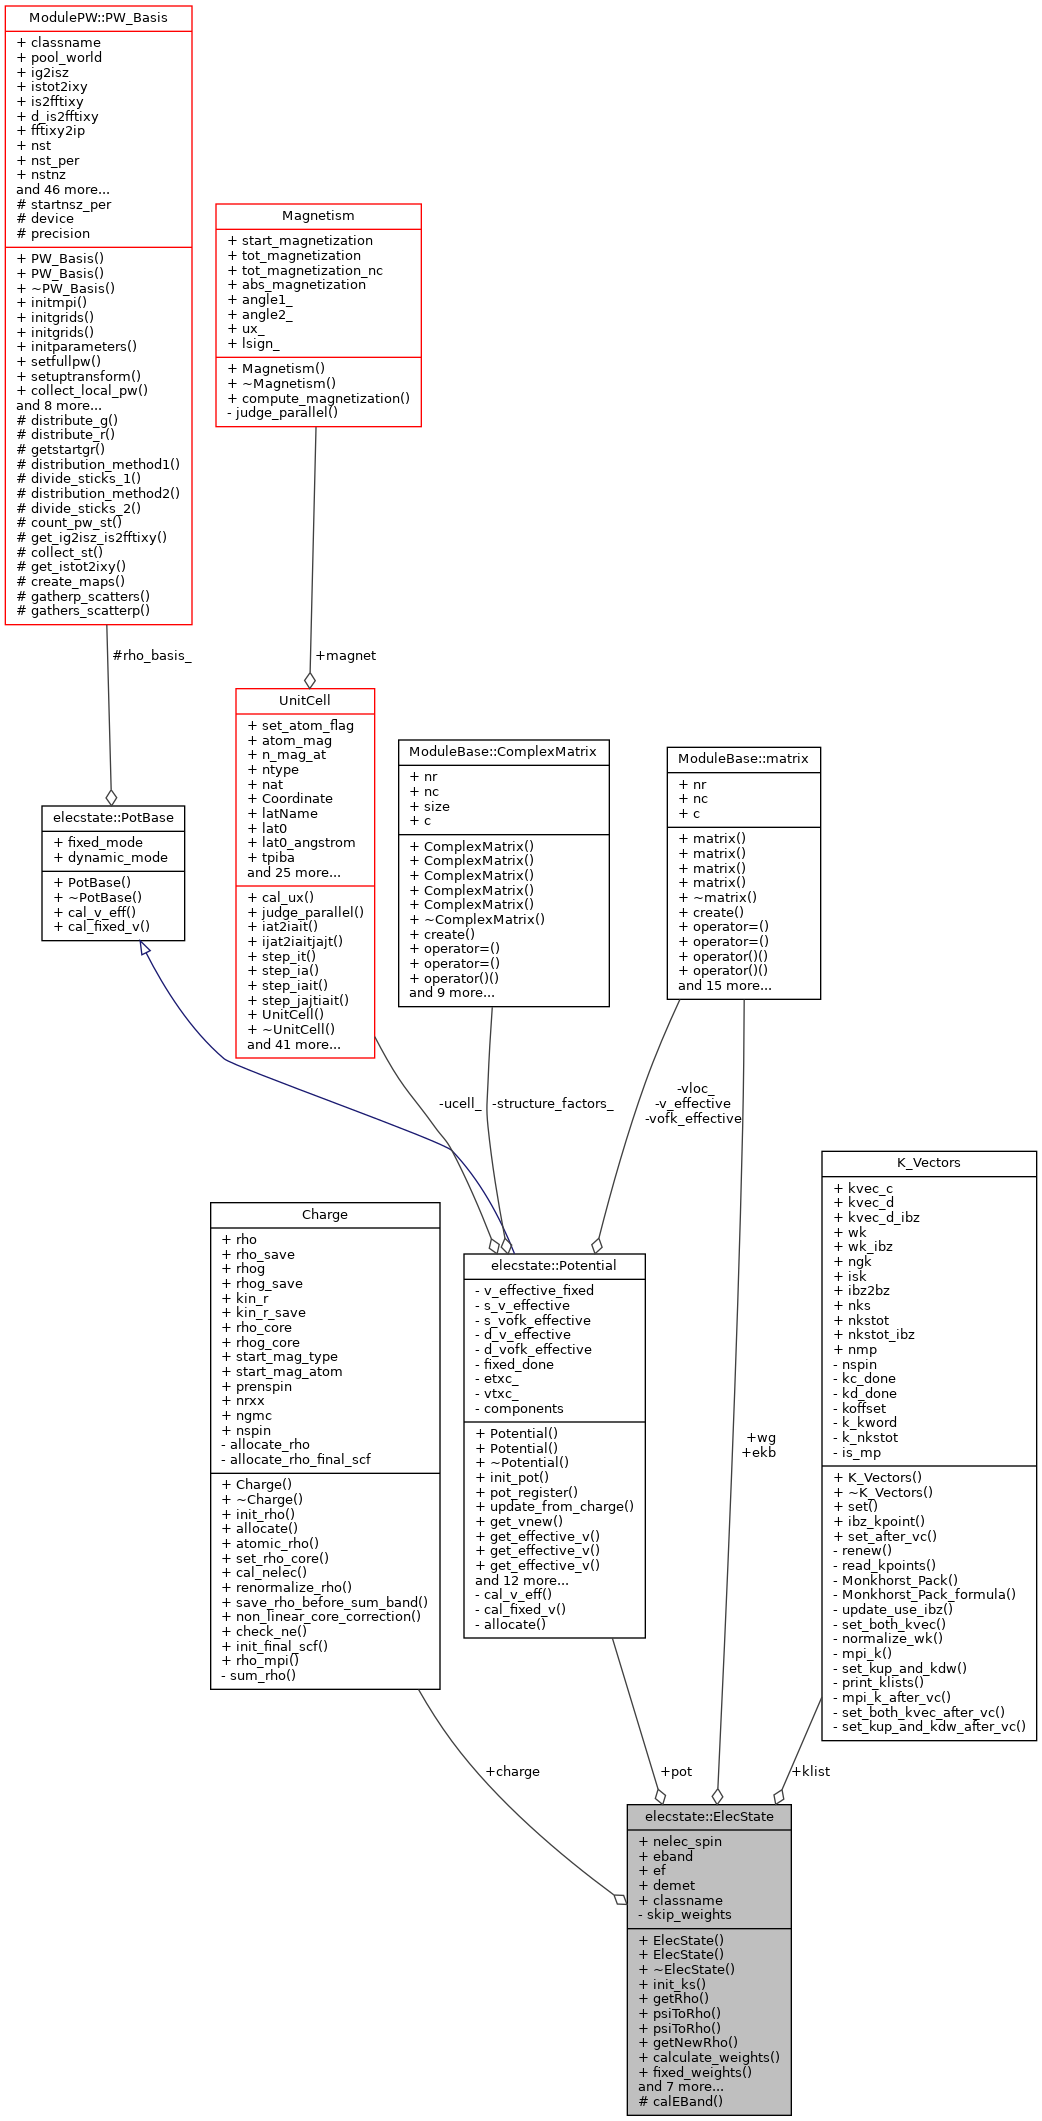 ModulePW::PW_Basis
+ classname
+ pool_world
+ ig2isz
+ istot2ixy
+ is2fftixy
+ d_is2fftixy
+ fftixy2ip
+ nst
+ nst_per
+ nstnz
and 46 more...
# startnsz_per
# device
# precision
+ PW_Basis()
+ PW_Basis()
+ ~PW_Basis()
+ initmpi()
+ initgrids()
+ initgrids()
+ initparameters()
+ setfullpw()
+ setuptransform()
+ collect_local_pw()
and 8 more...
# distribute_g()
# distribute_r()
# getstartgr()
# distribution_method1()
# divide_sticks_1()
# distribution_method2()
# divide_sticks_2()
# count_pw_st()
# get_ig2isz_is2fftixy()
# collect_st()
# get_istot2ixy()
# create_maps()
# gatherp_scatters()
# gathers_scatterp()
Magnetism
+ start_magnetization
+ tot_magnetization
+ tot_magnetization_nc
+ abs_magnetization
+ angle1_
+ angle2_
+ ux_
+ lsign_
+ Magnetism()
+ ~Magnetism()
+ compute_magnetization()
- judge_parallel()
#rho_basis_
+magnet
elecstate::PotBase
+ fixed_mode
+ dynamic_mode
+ PotBase()
+ ~PotBase()
+ cal_v_eff()
+ cal_fixed_v()
UnitCell
+ set_atom_flag
+ atom_mag
+ n_mag_at
+ ntype
+ nat
+ Coordinate
+ latName
+ lat0
+ lat0_angstrom
+ tpiba
and 25 more...
+ cal_ux()
+ judge_parallel()
+ iat2iait()
+ ijat2iaitjajt()
+ step_it()
+ step_ia()
+ step_iait()
+ step_jajtiait()
+ UnitCell()
+ ~UnitCell()
and 41 more...
ModuleBase::ComplexMatrix
+ nr
+ nc
+ size
+ c
+ ComplexMatrix()
+ ComplexMatrix()
+ ComplexMatrix()
+ ComplexMatrix()
+ ComplexMatrix()
+ ~ComplexMatrix()
+ create()
+ operator=()
+ operator=()
+ operator()()
and 9 more...
ModuleBase::matrix
+ nr
+ nc
+ c
+ matrix()
+ matrix()
+ matrix()
+ matrix()
+ ~matrix()
+ create()
+ operator=()
+ operator=()
+ operator()()
+ operator()()
and 15 more...
-ucell_
-structure_factors_
-vloc_
-v_effective
-vofk_effective
Charge
+ rho
+ rho_save
+ rhog
+ rhog_save
+ kin_r
+ kin_r_save
+ rho_core
+ rhog_core
+ start_mag_type
+ start_mag_atom
+ prenspin
+ nrxx
+ ngmc
+ nspin
- allocate_rho
- allocate_rho_final_scf
+ Charge()
+ ~Charge()
+ init_rho()
+ allocate()
+ atomic_rho()
+ set_rho_core()
+ cal_nelec()
+ renormalize_rho()
+ save_rho_before_sum_band()
+ non_linear_core_correction()
+ check_ne()
+ init_final_scf()
+ rho_mpi()
- sum_rho()
elecstate::Potential
- v_effective_fixed
- s_v_effective
- s_vofk_effective
- d_v_effective
- d_vofk_effective
- fixed_done
- etxc_
- vtxc_
- components
+ Potential()
+ Potential()
+ ~Potential()
+ init_pot()
+ pot_register()
+ update_from_charge()
+ get_vnew()
+ get_effective_v()
+ get_effective_v()
+ get_effective_v()
and 12 more...
- cal_v_eff()
- cal_fixed_v()
- allocate()
+wg
+ekb
K_Vectors
+ kvec_c
+ kvec_d
+ kvec_d_ibz
+ wk
+ wk_ibz
+ ngk
+ isk
+ ibz2bz
+ nks
+ nkstot
+ nkstot_ibz
+ nmp
- nspin
- kc_done
- kd_done
- koffset
- k_kword
- k_nkstot
- is_mp
+ K_Vectors()
+ ~K_Vectors()
+ set()
+ ibz_kpoint()
+ set_after_vc()
- renew()
- read_kpoints()
- Monkhorst_Pack()
- Monkhorst_Pack_formula()
- update_use_ibz()
- set_both_kvec()
- normalize_wk()
- mpi_k()
- set_kup_and_kdw()
- print_klists()
- mpi_k_after_vc()
- set_both_kvec_after_vc()
- set_kup_and_kdw_after_vc()
+charge
+pot
+klist
elecstate::ElecState
+ nelec_spin
+ eband
+ ef
+ demet
+ classname
- skip_weights
+ ElecState()
+ ElecState()
+ ~ElecState()
+ init_ks()
+ getRho()
+ psiToRho()
+ psiToRho()
+ getNewRho()
+ calculate_weights()
+ fixed_weights()
and 7 more...
# calEBand()